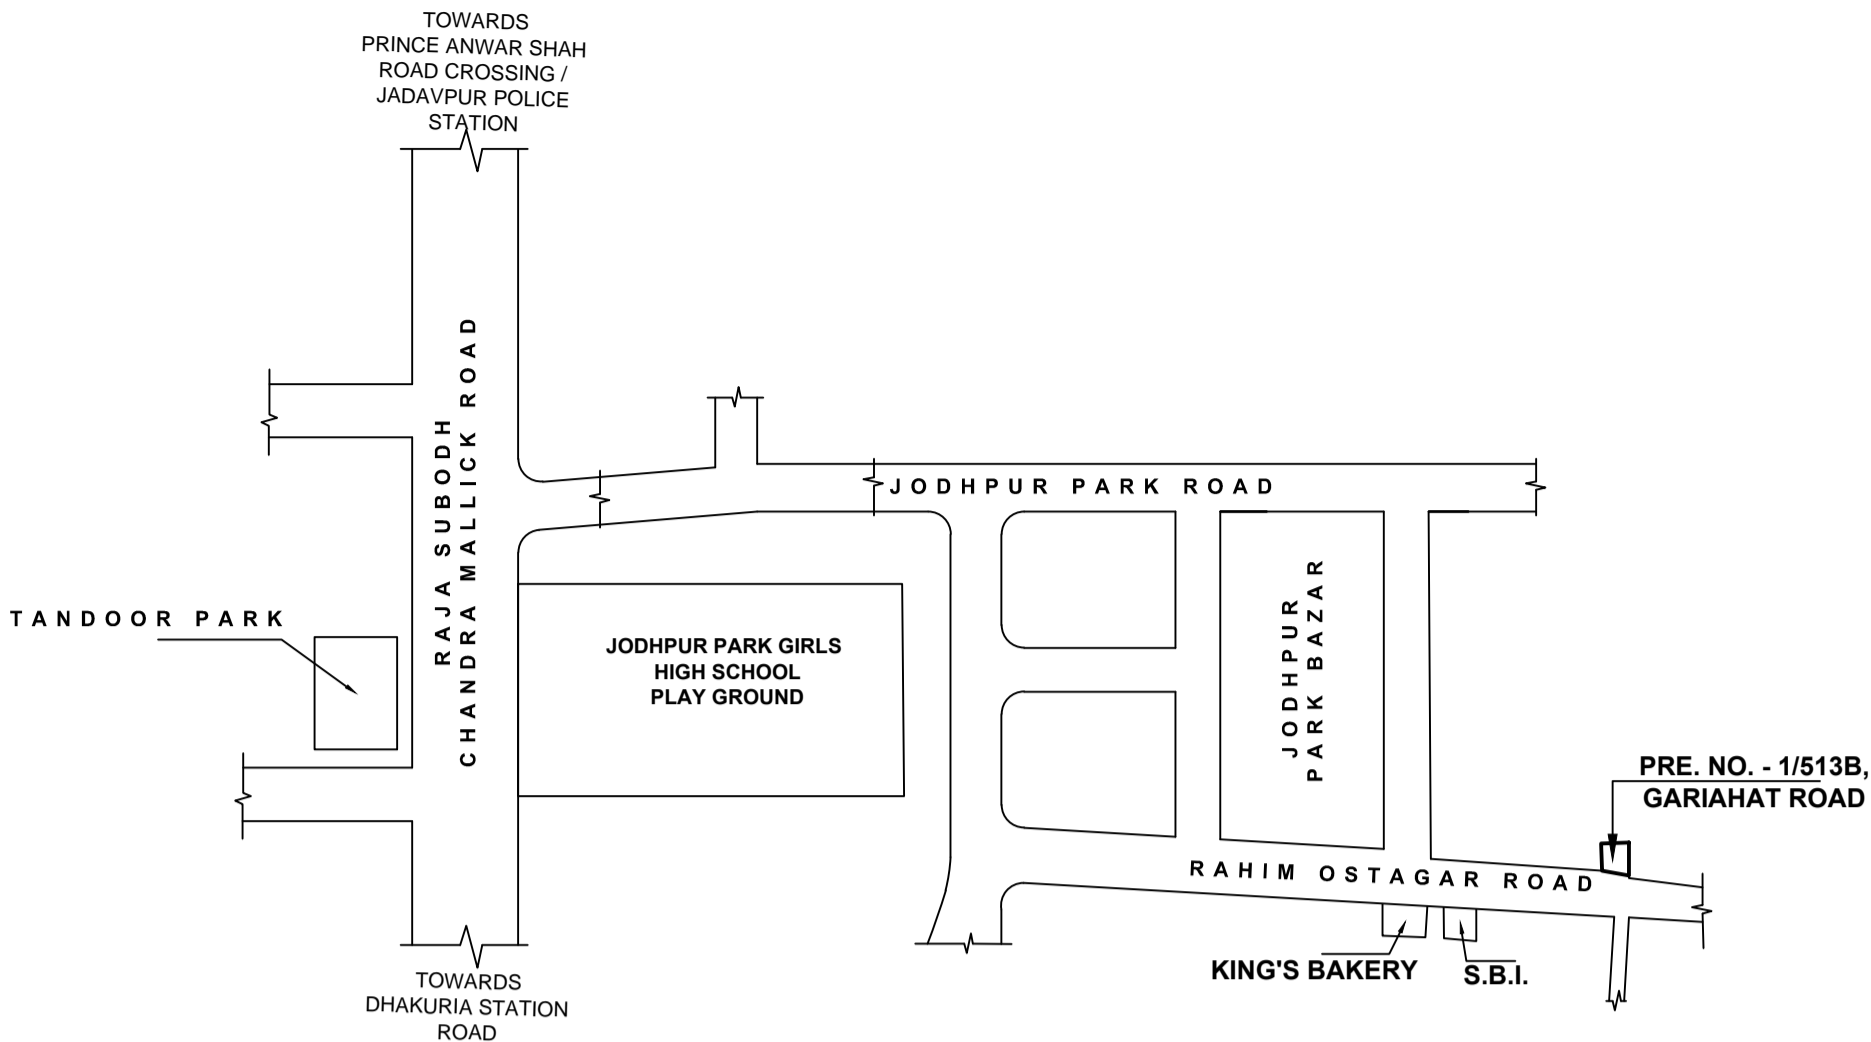 TOWARDS
PRINCE ANWAR SHAH
ROAD CROSSING /
JADAVPUR POLICE
STATION
RAJA SUBODH
CHANDRA MALLICK ROAD
JODHPUR PARK ROAD
TANDOOR PARK
JODHPUR PARK GIRLS
HIGH SCHOOL
PLAY GROUND
JODHPUR
PARK BAZAR
PRE. NO. - 1/513B,
GARIAHAT ROAD
RAHIM OSTAGAR ROAD
KING'S BAKERY
S.B.I.
TOWARDS
DHAKURIA STATION
ROAD